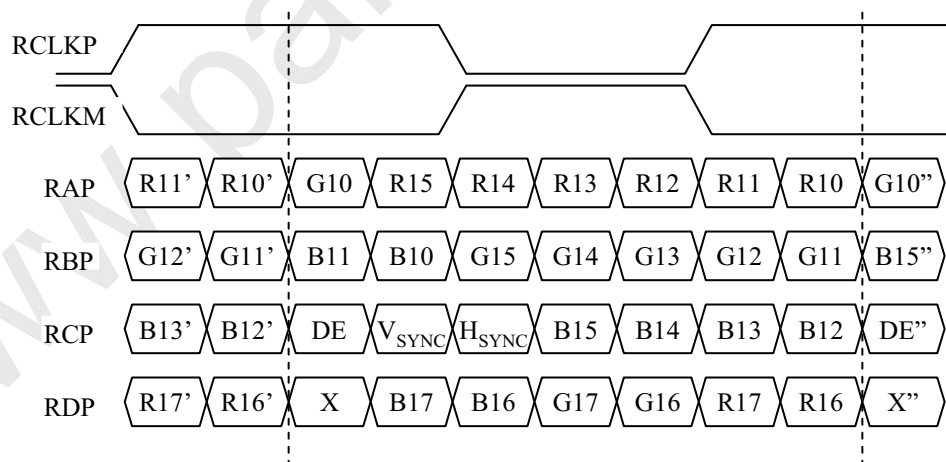 RCLKP
RCLKM
RAP R11’ R10’ G10 R15 R14 R13 R12 R11 R10 G10”
RBP G12’ G11’ B11 B10 G15 G14 G13 G12 G11 B15”
RCP B13’ B12’ DE VSYNC HSYNC B15 B14 B13 B12 DE”
RDP R17’ R16’ X B17 B16 G17 G16 R17 R16 X”